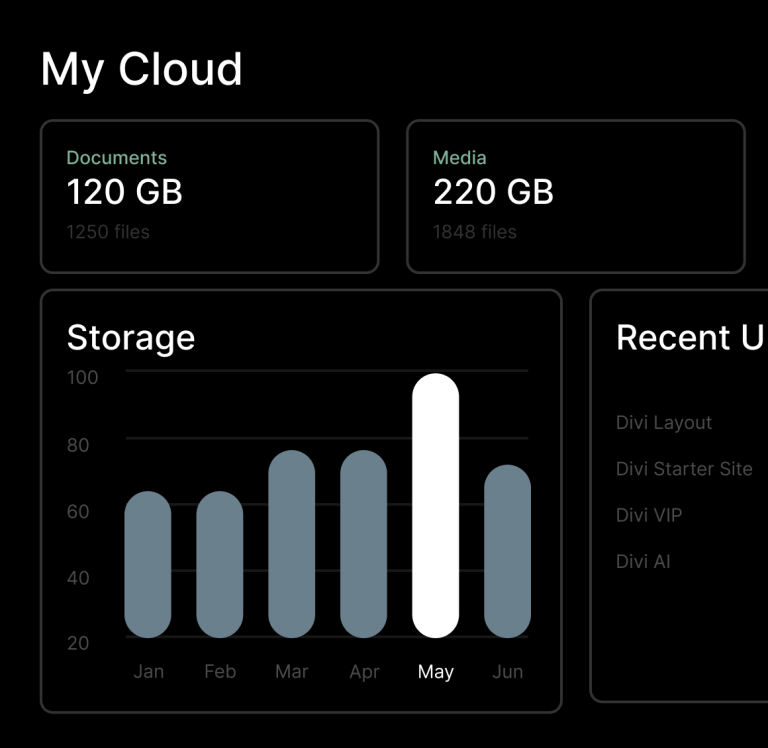 My Cloud
Documents
120 GB
1250 files
Media
220 GB
1848 files
Storage
100
80
60
40
20
Jan Feb Mar Apr May Jun
Recent U
Divi Layout
Divi Starter Site
Divi VIP
Divi AI